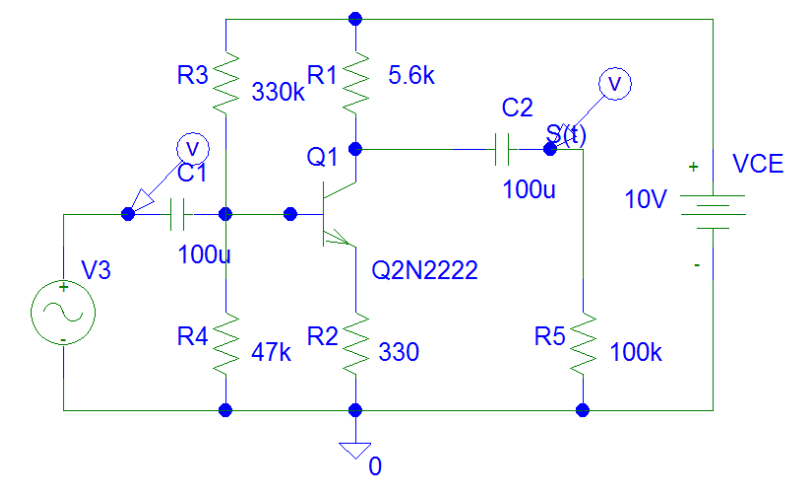 R3
330k
R1
5.6k
V
C2
S(t)
100u
V
C1
100u
Q1
Q2N2222
+
VCE
10V
-
V3
+
-
R4
47k
R2
330
R5
100k
0